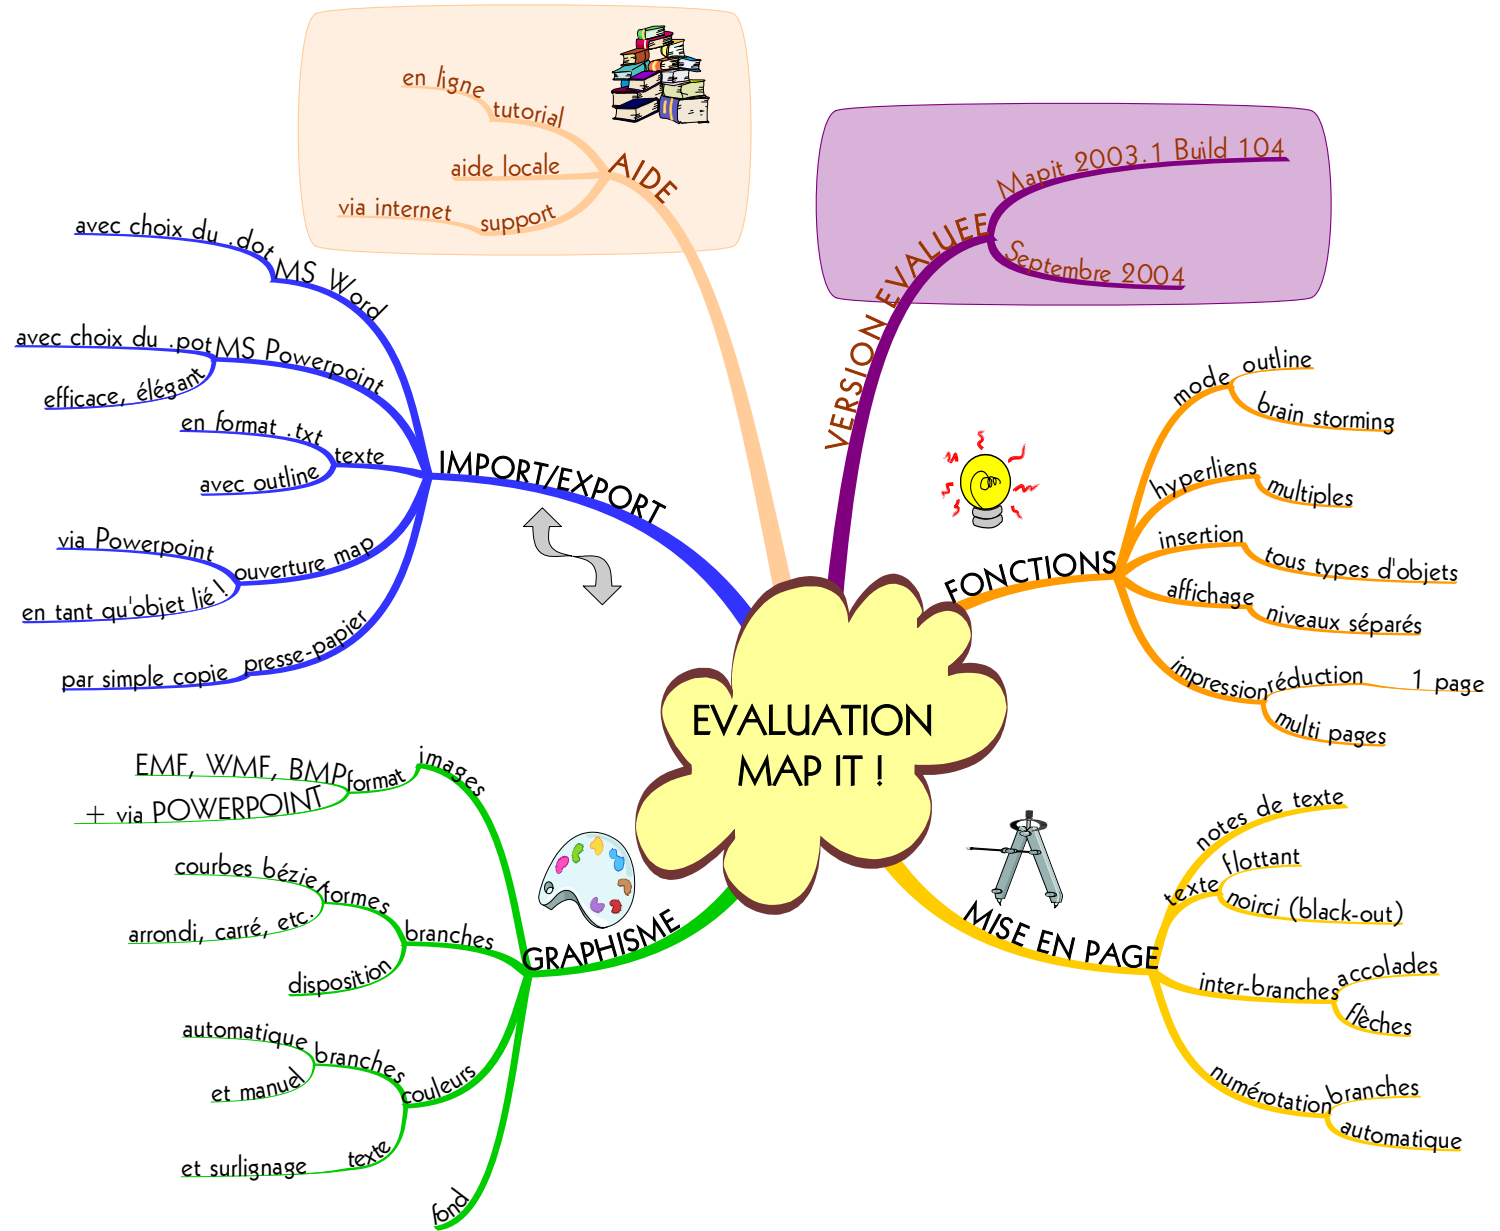 EVALUATION
MAP IT !
VERSION EVALUEE
Mapit 2003.1 Build 104
Septembre 2004
FONCTIONS
mode
outline
brain storming
hyperliens
multiples
insertion
tous types d'objets
affichage
niveaux séparés
impression
réduction
1 page
multi pages
MISE EN PAGE
notes de texte
texte
flottant
noirci (black-out)
inter-branches
accolades
flèches
numérotation
branches
automatique
GRAPHISME
images
format
EMF, WMF, BMP
+ via POWERPOINT
branches
formes
courbes bézier
arrondi, carré, etc.
disposition
couleurs
branches
automatique
et manuel
texte
et surlignage
fond
IMPORT/EXPORT
MS Word
avec choix du .dot
MS Powerpoint
avec choix du .pot
efficace, élégant
texte
en format .txt
avec outline
ouverture map
via Powerpoint
en tant qu'objet lié !
presse-papier
par simple copie
AIDE
tutorial
en ligne
aide locale
support
via internet